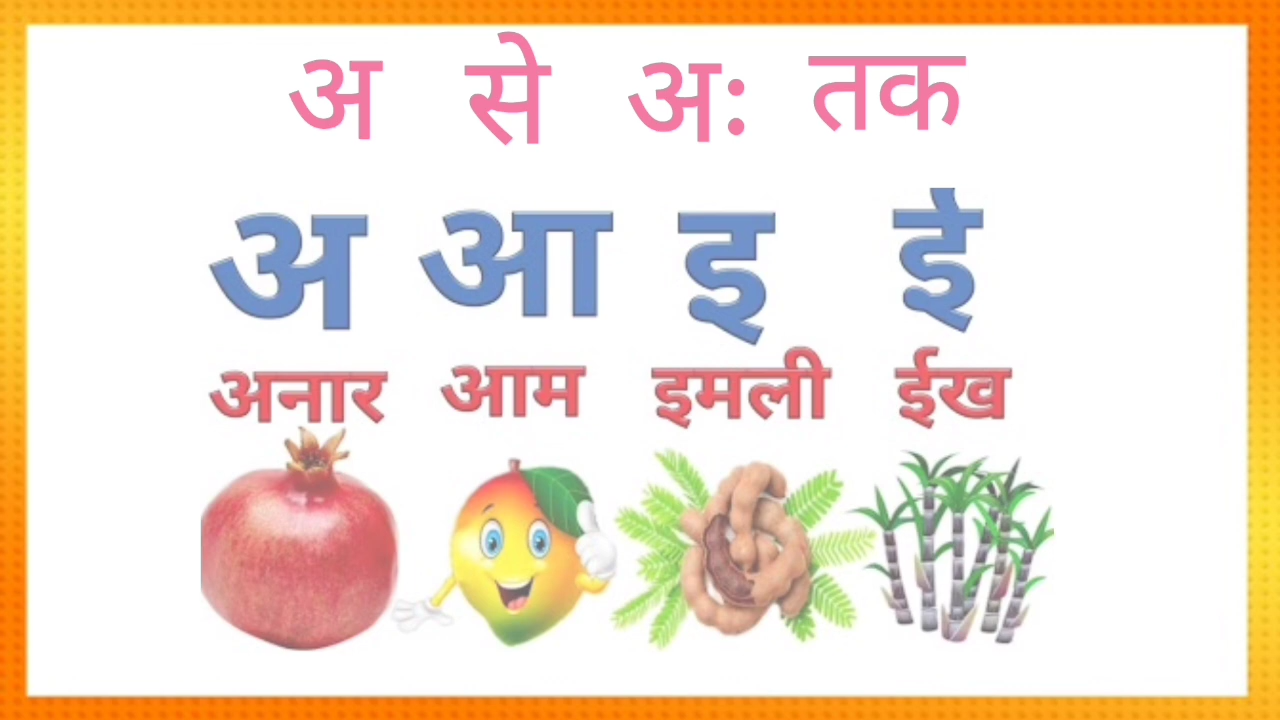 अ से अः तक
अ आ इ ई
अनार आम इमली ईख